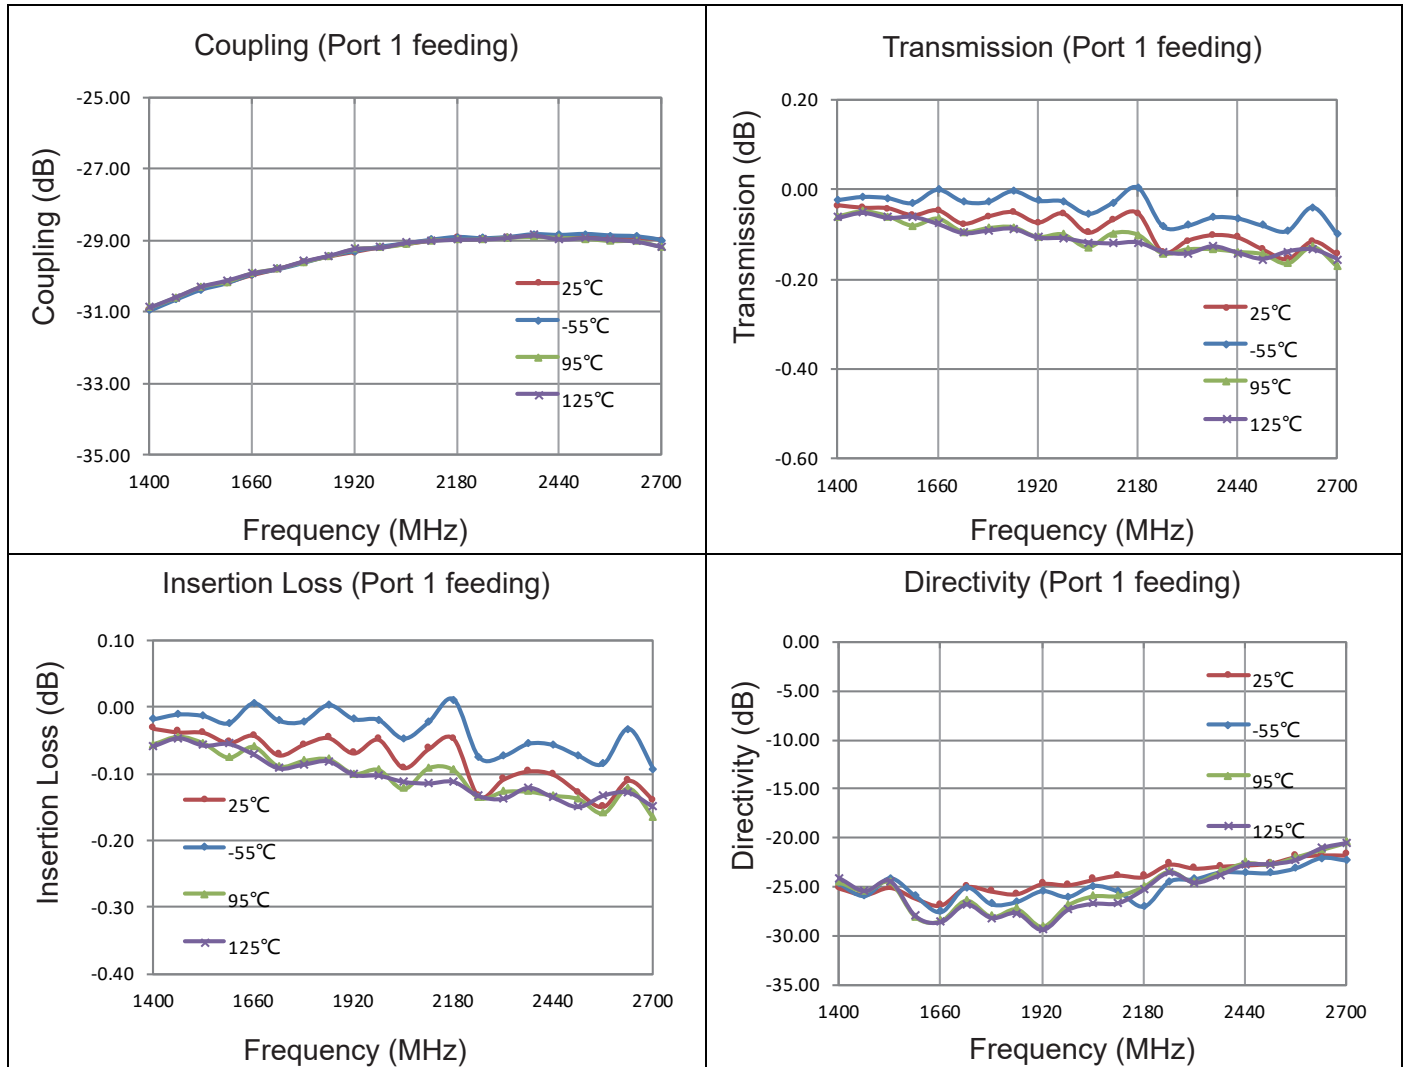 Coupling (Port 1 feeding)
Coupling (dB)
-25.00
-27.00
-29.00
-31.00
-33.00
-35.00
25℃
-55℃
95℃
125℃
1400 1660 1920 2180 2440 2700
Frequency (MHz)
Transmission (Port 1 feeding)
Transmission (dB)
0.20
0.00
-0.20
-0.40
-0.60
25℃
-55℃
95℃
125℃
1400 1660 1920 2180 2440 2700
Frequency (MHz)
Insertion Loss (Port 1 feeding)
Insertion Loss (dB)
0.10
0.00
-0.10
-0.20
-0.30
-0.40
25℃
-55℃
95℃
125℃
1400 1660 1920 2180 2440 2700
Frequency (MHz)
Directivity (Port 1 feeding)
Directivity (dB)
0.00
-5.00
-10.00
-15.00
-20.00
-25.00
-30.00
-35.00
25℃
-55℃
95℃
125℃
1400 1660 1920 2180 2440 2700
Frequency (MHz)